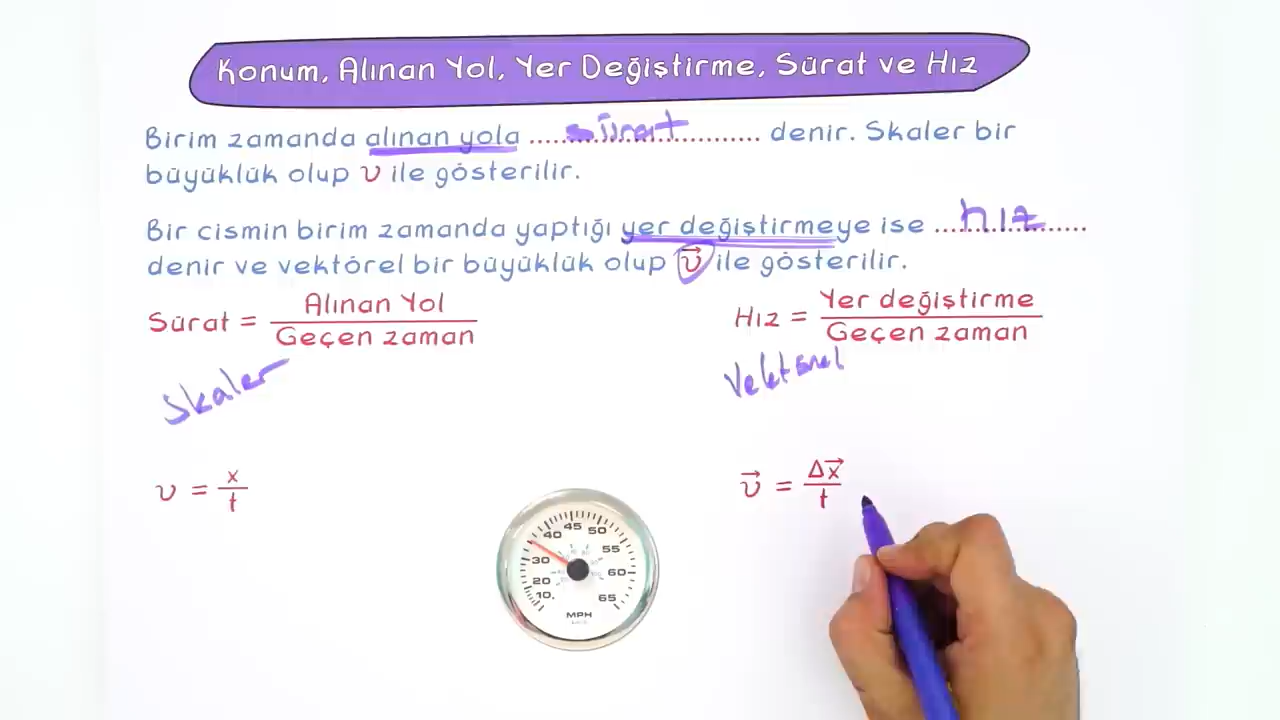 Konum, Alınan Yol, Yer Değiştirme, Sürat ve Hız
Birim zamanda alınan yola ...sürat... denir. Skaler bir
büyüklük olup υ ile gösterilir.
Bir cismin birim zamanda yaptığı yer değiştirmeye ise ...hız...
denir ve vektörel bir büyüklük olup υ⃗ ile gösterilir.
Sürat = Alınan Yol / Geçen zaman
Hız = Yer değiştirme / Geçen zaman
Skaler
Vektörel
υ = x / t
υ⃗ = Δx⃗ / t
10 20 30 40 45 50 55 60 65
MPH